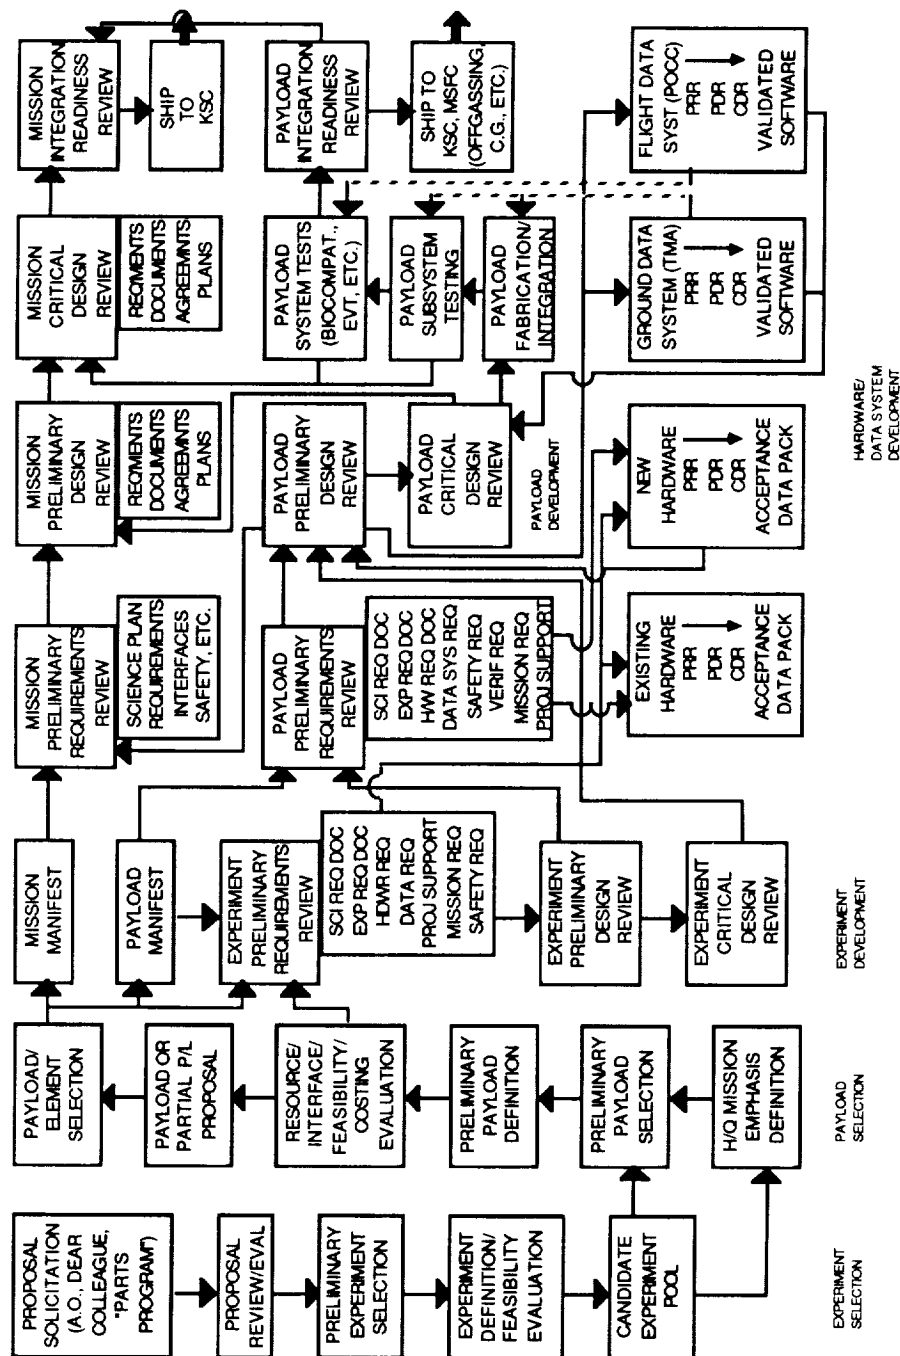 PROPOSAL
SOLICITATION
(A.O., DEAR
COLLEAGUE,
"PARTS
PROGRAM")
PROPOSAL
REVIEW/EVAL
PRELIMINARY
EXPERIMENT
SELECTION
EXPERIMENT
DEFINITION/
FEASIBILITY
EVALUATION
CANDIDATE
EXPERIMENT
POOL
EXPERIMENT
SELECTION
PAYLOAD/
ELEMENT
SELECTION
PAYLOAD OR
PARTIAL P/L
PROPOSAL
RESOURCE/
INTERFACE/
FEASIBILITY/
COSTING
EVALUATION
PRELIMINARY
PAYLOAD
DEFINITION
PRELIMINARY
PAYLOAD
SELECTION
H/Q MISSION
EMPHASIS
DEFINITION
PAYLOAD
SELECTION
MISSION
MANIFEST
PAYLOAD
MANIFEST
EXPERIMENT
PRELIMINARY
REQUIREMENTS
REVIEW
SCI REQ DOC
EXP REQ DOC
HDWR REQ
DATA REQ
PROJ SUPPORT
MISSION REQ
SAFETY REQ
EXPERIMENT
PRELIMINARY
DESIGN
REVIEW
EXPERIMENT
CRITICAL
DESIGN
REVIEW
EXPERIMENT
DEVELOPMENT
MISSION
PRELIMINARY
REQUIREMENTS
REVIEW
SCIENCE PLAN
REQUIREMENTS
INTERFACES
SAFETY, ETC.
PAYLOAD
PRELIMINARY
REQUIREMENTS
REVIEW
SCI REQ DOC
EXP REQ DOC
H/W REQ DOC
DATA SYS REQ
SAFETY REQ
VERIF REQ
MISSION REQ
PROJ SUPPORT
EXISTING
HARDWARE
PRR
PDR
CDR
ACCEPTANCE
DATA PACK
MISSION
PRELIMINARY
DESIGN
REVIEW
REQ'MENTS
DOCUMENTS
AGREEMNTS
PLANS
PAYLOAD
PRELIMINARY
DESIGN
REVIEW
PAYLOAD
CRITICAL
DESIGN
REVIEW
PAYLOAD
DEVELOPMENT
NEW
HARDWARE
PRR
PDR
CDR
ACCEPTANCE
DATA PACK
MISSION
CRITICAL
DESIGN
REVIEW
REQ'MENTS
DOCUMENTS
AGREEMNTS
PLANS
PAYLOAD
SYSTEM TESTS
(BIOCOMPAT.,
EVT, ETC.)
PAYLOAD
SUBSYSTEM
TESTING
PAYLOAD
FABRICATION/
INTEGRATION
GROUND DATA
SYSTEM (TMA)
PRR
PDR
CDR
VALIDATED
SOFTWARE
HARDWARE/
DATA SYSTEM
DEVELOPMENT
MISSION
INTEGRATION
READINESS
REVIEW
SHIP
TO
KSC
PAYLOAD
INTEGRATION
READINESS
REVIEW
SHIP TO
KSC, MSFC
(OFFGASSING,
C.G., ETC.)
FLIGHT DATA
SYST (POCC)
PRR
PDR
CDR
VALIDATED
SOFTWARE